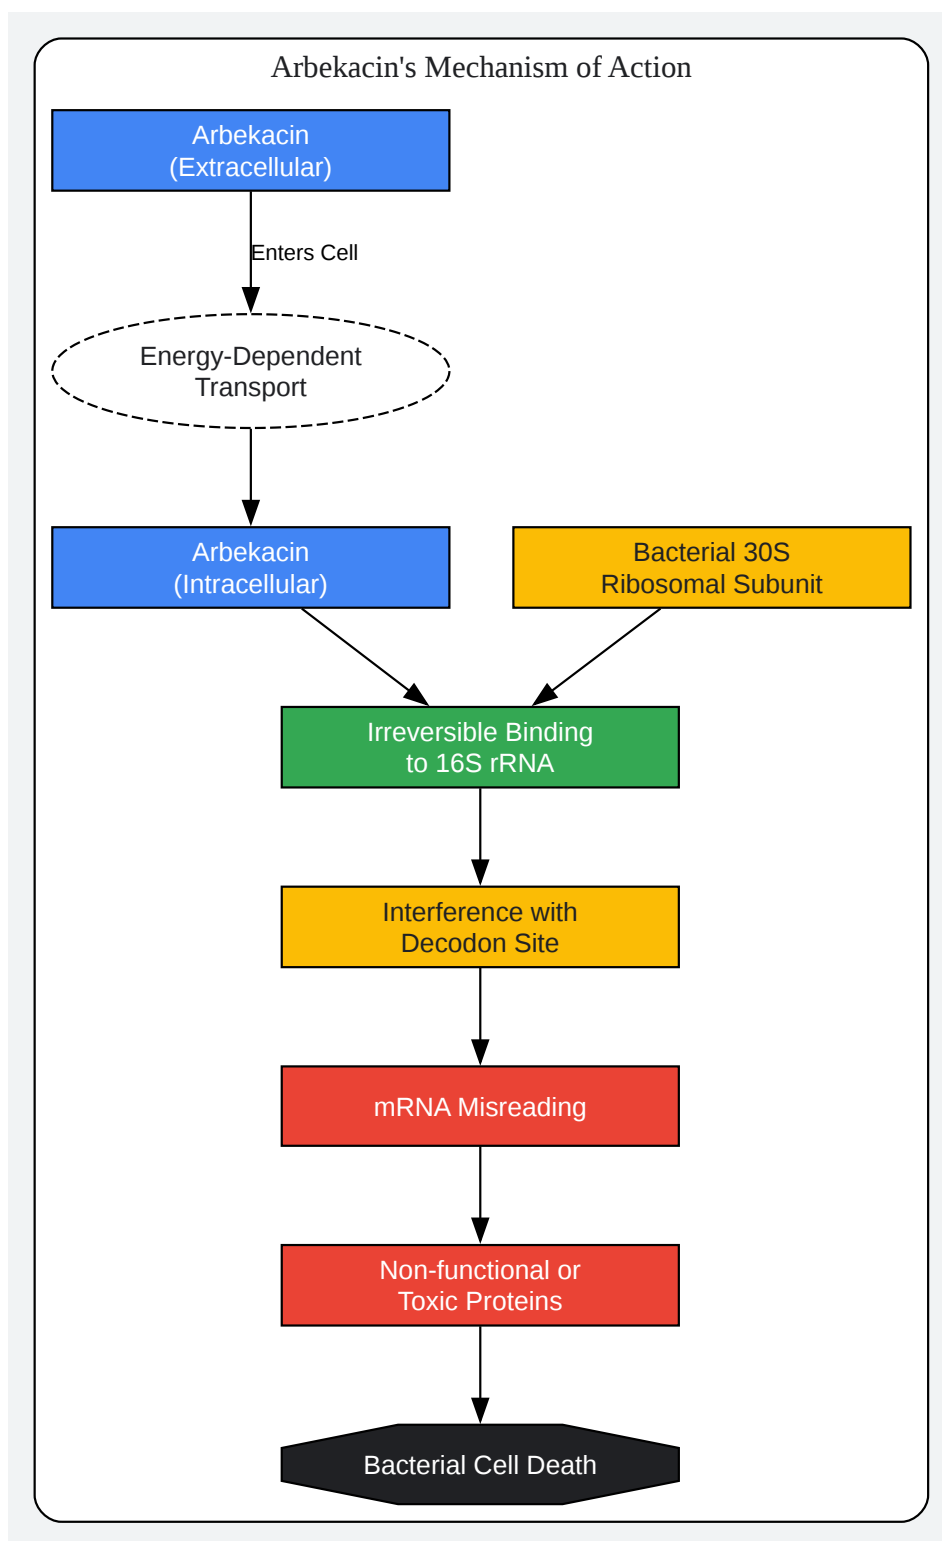 Arbekacin's Mechanism of Action
Arbekacin
(Extracellular)
Enters Cell
Energy-Dependent
Transport
Arbekacin
(Intracellular)
Bacterial 30S
Ribosomal Subunit
Irreversible Binding
to 16S rRNA
Interference with
Decodon Site
mRNA Misreading
Non-functional or
Toxic Proteins
Bacterial Cell Death